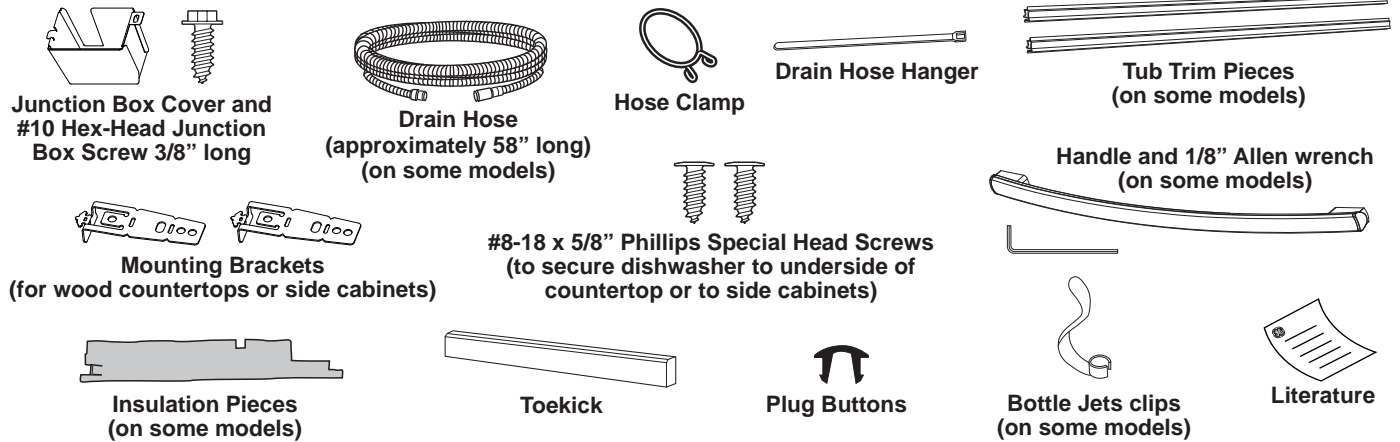 Junction Box Cover and
#10 Hex-Head Junction
Box Screw 3/8” long
Drain Hose
(approximately 58” long)
(on some models)
Hose Clamp
Drain Hose Hanger
Tub Trim Pieces
(on some models)
Mounting Brackets
(for wood countertops or side cabinets)
#8-18 x 5/8” Phillips Special Head Screws
(to secure dishwasher to underside of
countertop or to side cabinets)
Handle and 1/8” Allen wrench
(on some models)
Insulation Pieces
(on some models)
Toekick
Plug Buttons
Bottle Jets clips
(on some models)
Literature